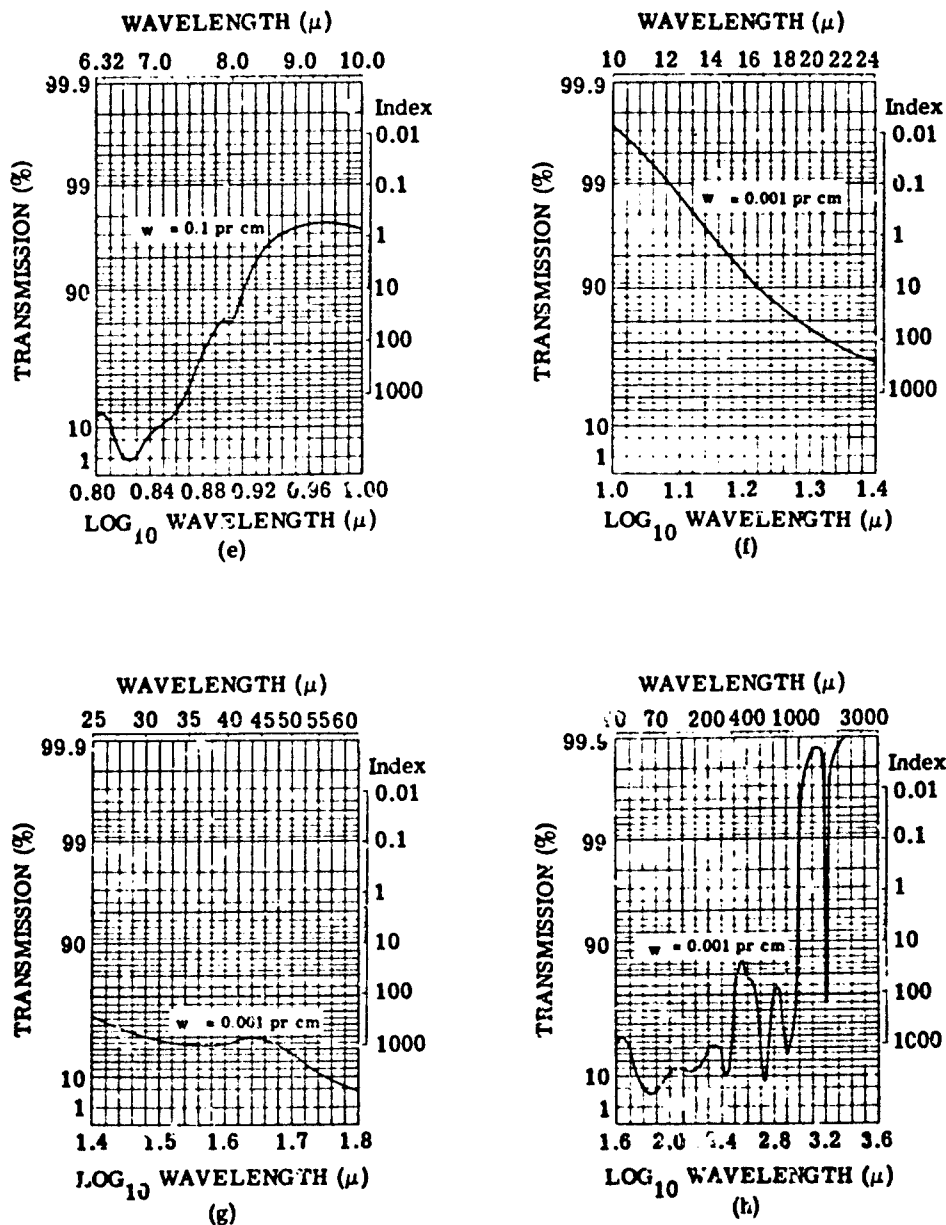 WAVELENGTH (μ)
6.32 7.0 8.0 9.0 10.0
99.9
Index
0.01
99
0.1
w = 0.1 pr cm
1
90
10
100
1000
10
1
TRANSMISSION (%)
0.80 0.84 0.88 0.92 0.96 1.00
LOG10 WAVELENGTH (μ)
(e)
WAVELENGTH (μ)
10 12 14 16 18 20 22 24
99.9
Index
0.01
99
0.1
w = 0.001 pr cm
1
90
10
100
1000
10
1
TRANSMISSION (%)
1.0 1.1 1.2 1.3 1.4
LOG10 WAVELENGTH (μ)
(f)
WAVELENGTH (μ)
25 30 35 40 45 50 55 60
99.9
Index
0.01
99
0.1
1
90
10
100
w = 0.001 pr cm
1000
10
1
TRANSMISSION (%)
1.4 1.5 1.6 1.7 1.8
LOG10 WAVELENGTH (μ)
(g)
WAVELENGTH (μ)
70 200 400 1000 3000
Index
0.01
99
0.1
1
90
w = 0.001 pr cm
10
100
1000
10
1
TRANSMISSION (%)
1.6 2.0 2.4 2.8 3.2 3.6
LOG10 WAVELENGTH (μ)
(h)